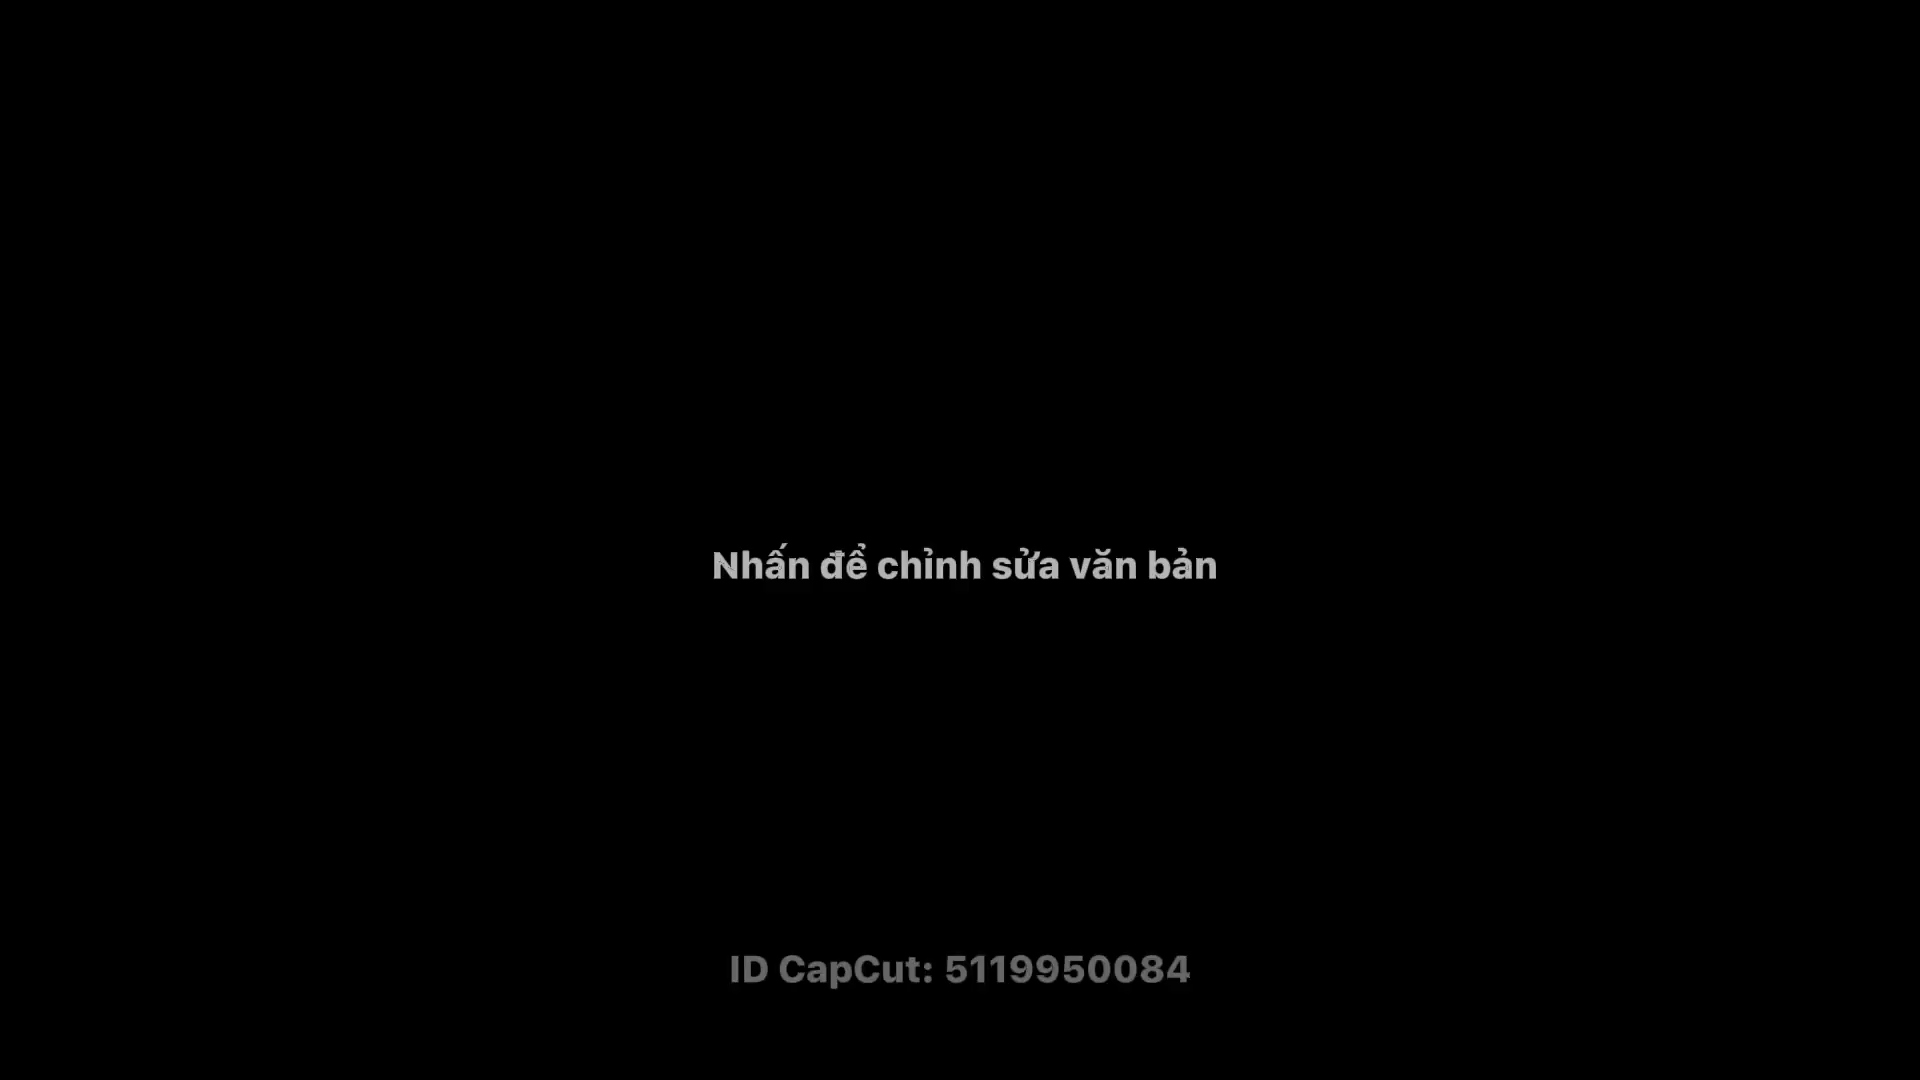 Nhấn để chỉnh sửa văn bản
ID CapCut: 5119950084